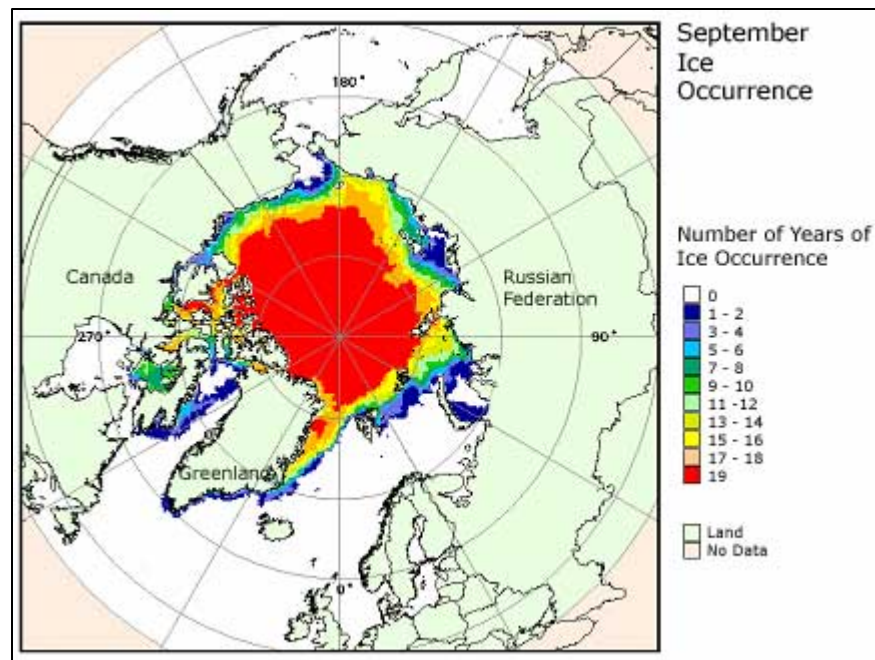 September
Ice
Occurrence
180°
Canada
Russian
Federation
270°
90°
Greenland
0°
Number of Years of
Ice Occurrence
0
1 - 2
3 - 4
5 - 6
7 - 8
9 - 10
11 -12
13 - 14
15 - 16
17 - 18
19
Land
No Data